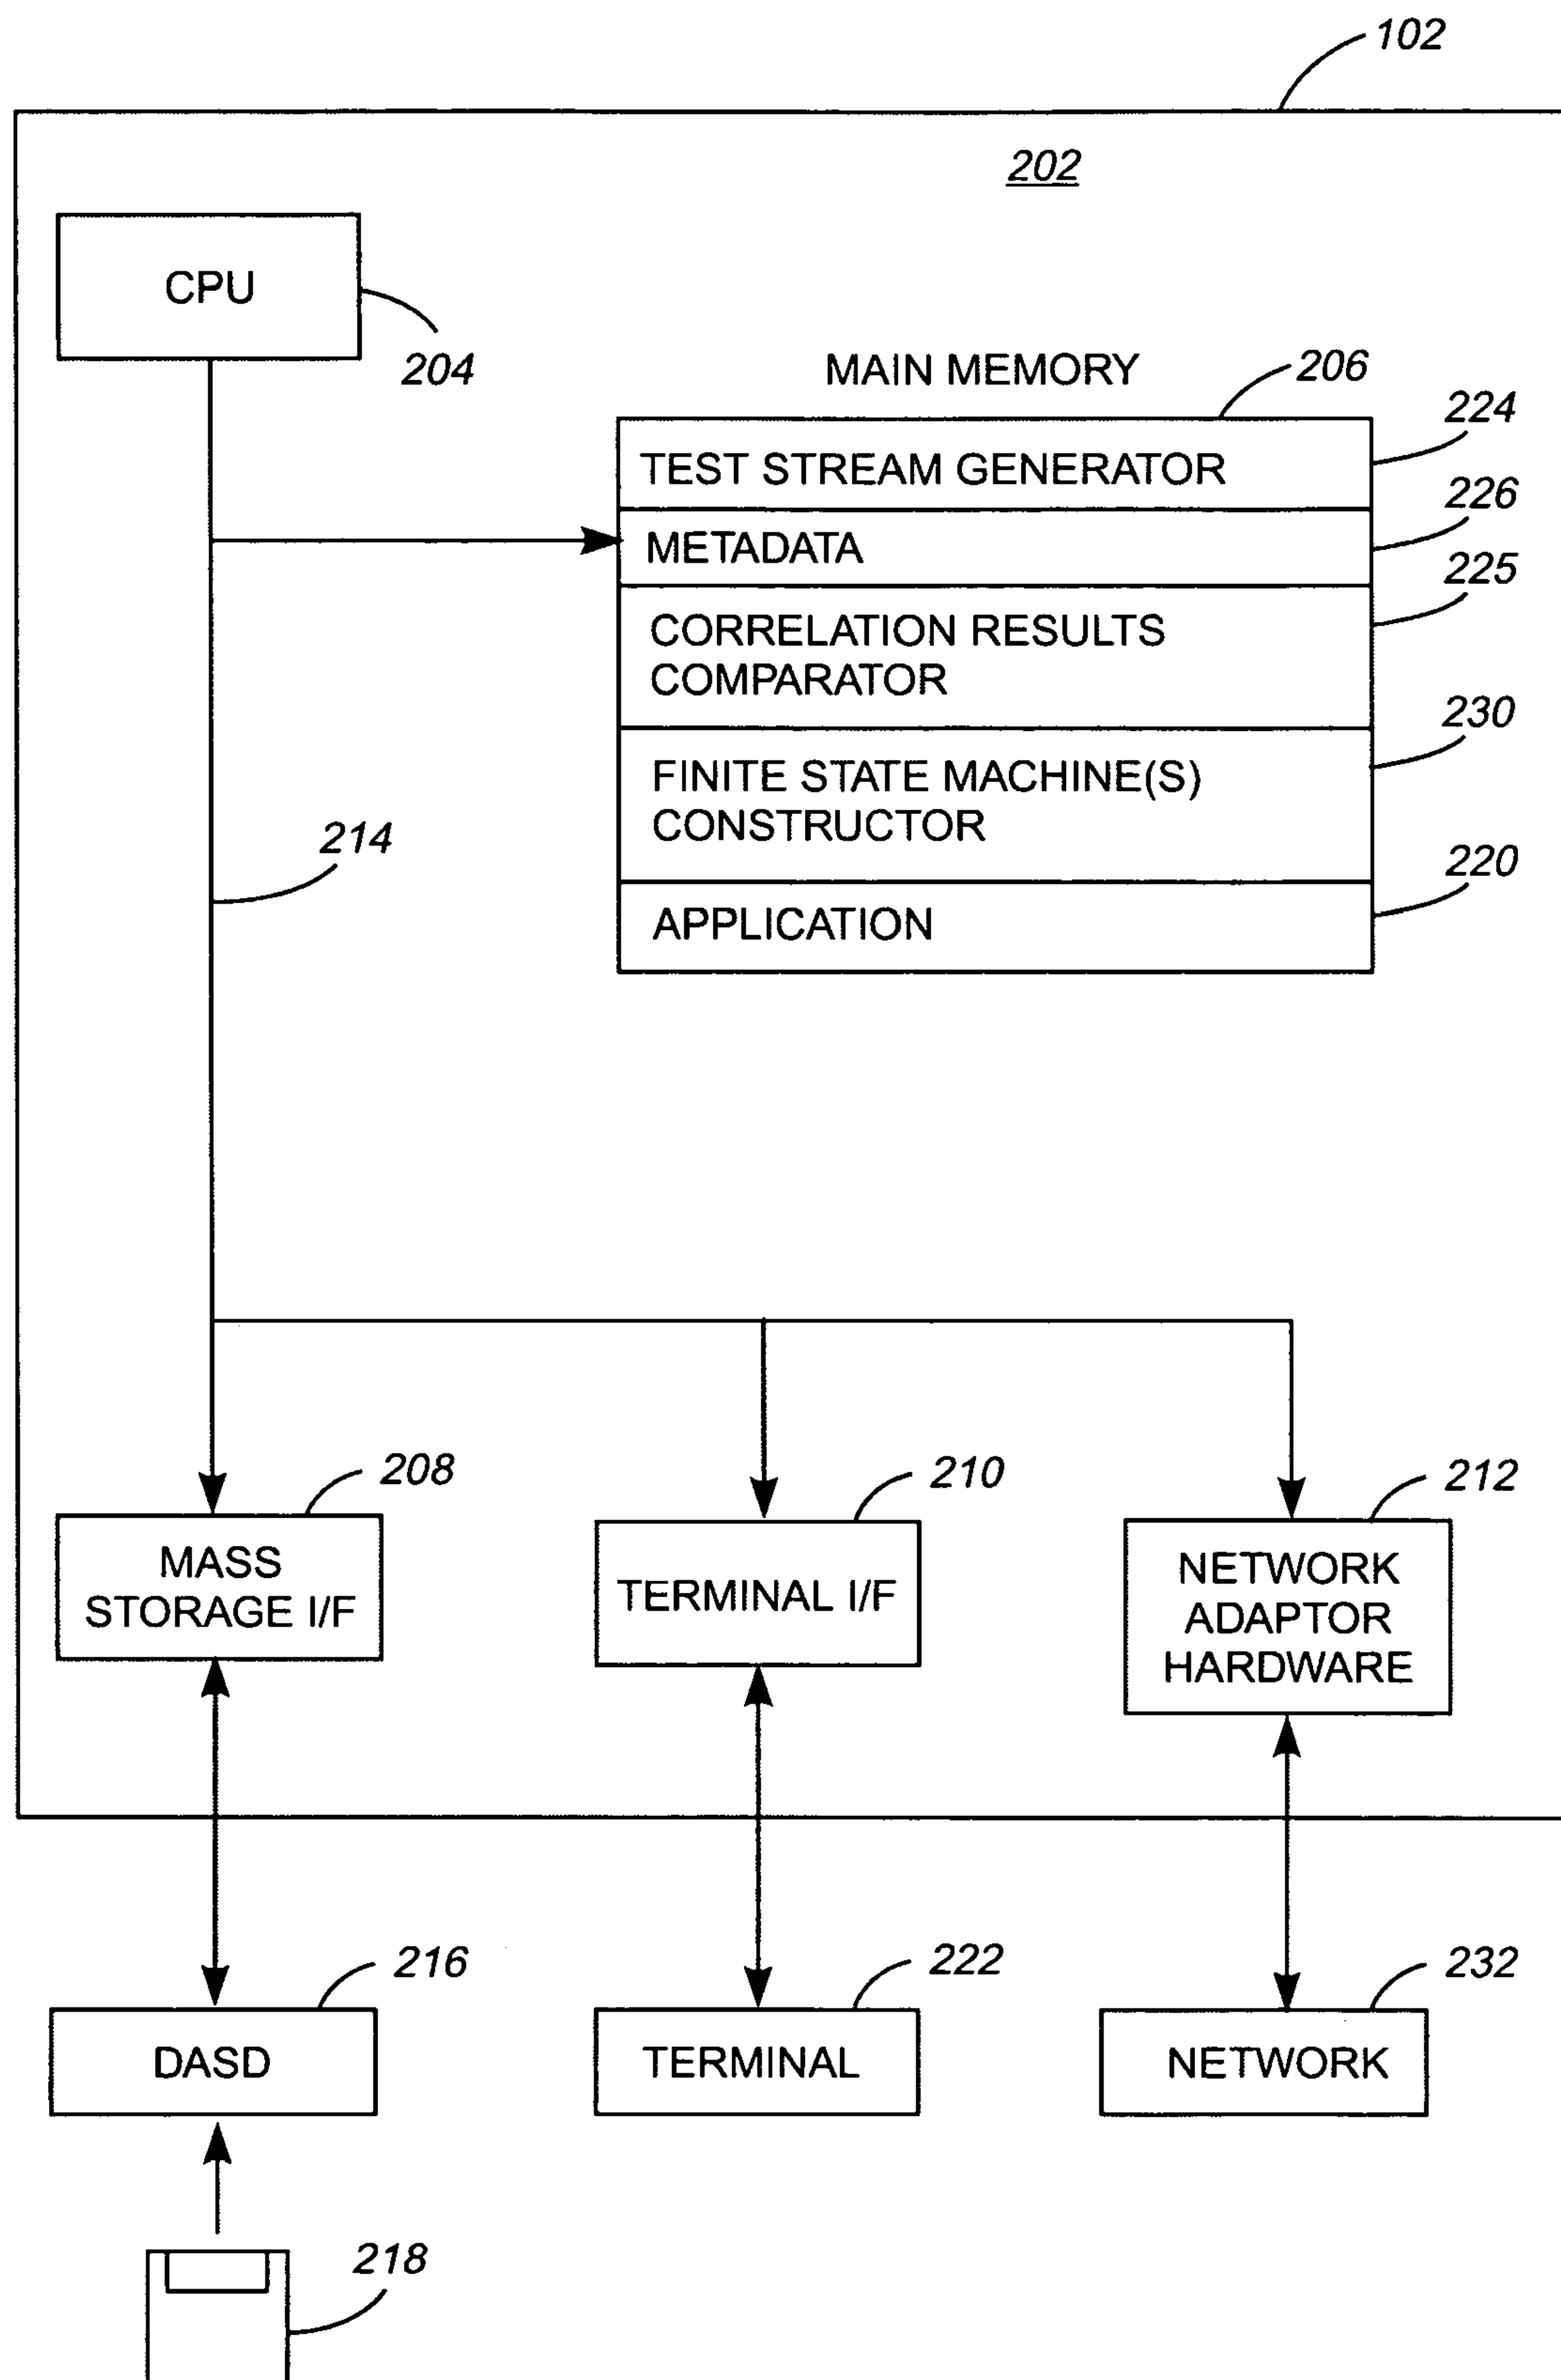 102
202
CPU
204
MAIN MEMORY
206
TEST STREAM GENERATOR
224
METADATA
226
CORRELATION RESULTS
COMPARATOR
225
FINITE STATE MACHINE(S)
CONSTRUCTOR
230
APPLICATION
220
214
208
MASS
STORAGE I/F
210
TERMINAL I/F
212
NETWORK
ADAPTOR
HARDWARE
216
DASD
222
TERMINAL
232
NETWORK
218